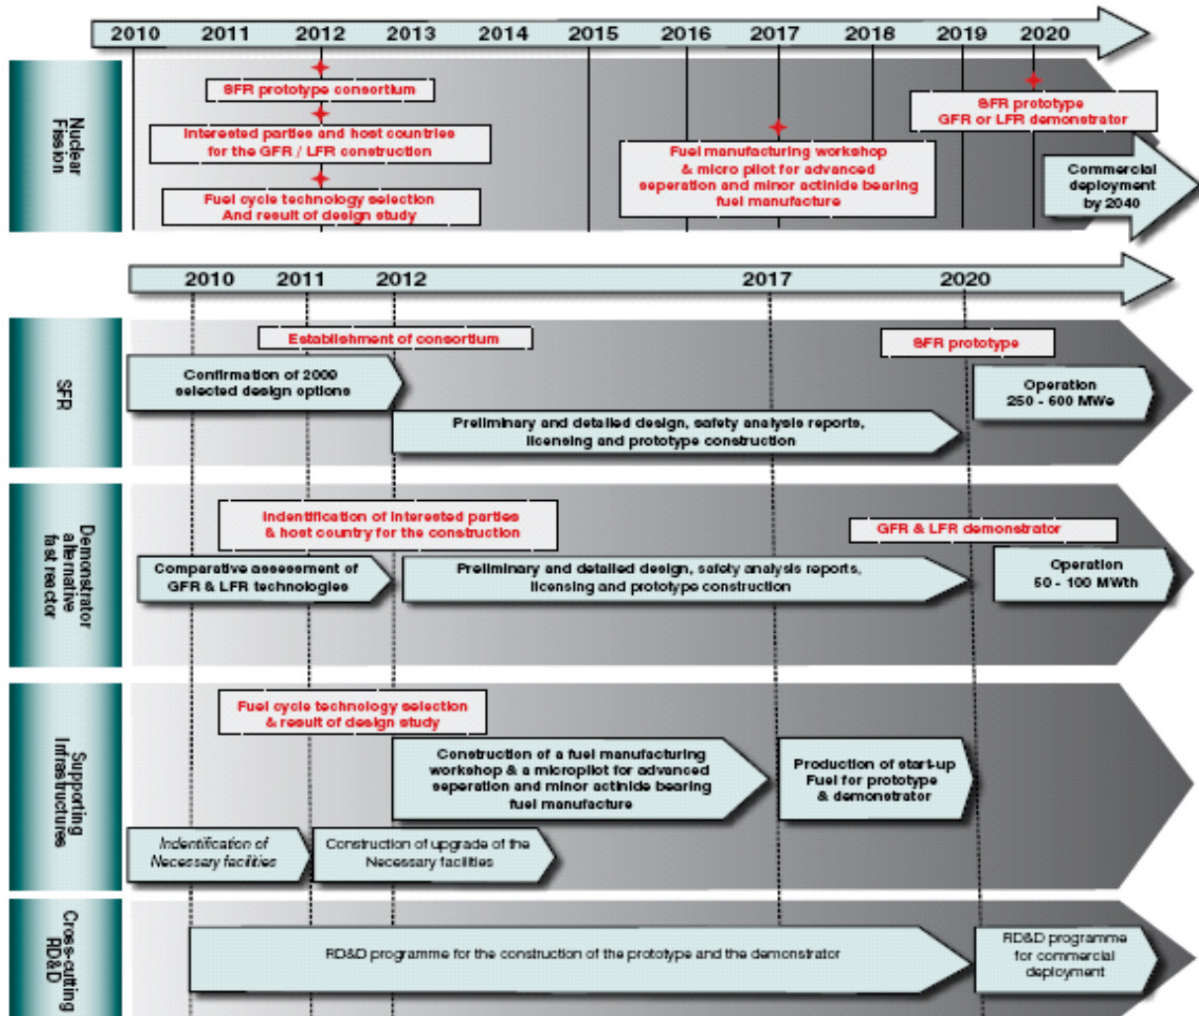 2010 2011 2012 2013 2014 2015 2016 2017 2018 2019 2020
Nuclear
Fission
SFR prototype consortium
Interested parties and host countries
for the GFR / LFR construction
Fuel cycle technology selection
And result of design study
Fuel manufacturing workshop
& micro pilot for advanced
seperation and minor actinide bearing
fuel manufacture
SFR prototype
GFR or LFR demonstrator
Commercial
deployment
by 2040
2010 2011 2012 2017 2020
SFR
Establishment of consortium
SFR prototype
Confirmation of 2009
selected design options
Preliminary and detailed design, safety analysis reports,
licensing and prototype construction
Operation
250 - 600 MWe
Demonstrator
alternative
fast reactor
Indentification of interested parties
& host country for the construction
GFR & LFR demonstrator
Comparative assessment of
GFR & LFR technologies
Preliminary and detailed design, safety analysis reports,
licensing and prototype construction
Operation
50 - 100 MWth
Supporting
Infrastructures
Fuel cycle technology selection
& result of design study
Construction of a fuel manufacturing
workshop & a micropilot for advanced
seperation and minor actinide bearing
fuel manufacture
Production of start-up
Fuel for prototype
& demonstrator
Indentification of
Necessary facilities
Construction of upgrade of the
Necessary facilities
Cross-cutting
RD&D
RD&D programme for the construction of the prototype and the demonstrator
RD&D programme
for commercial
deployment